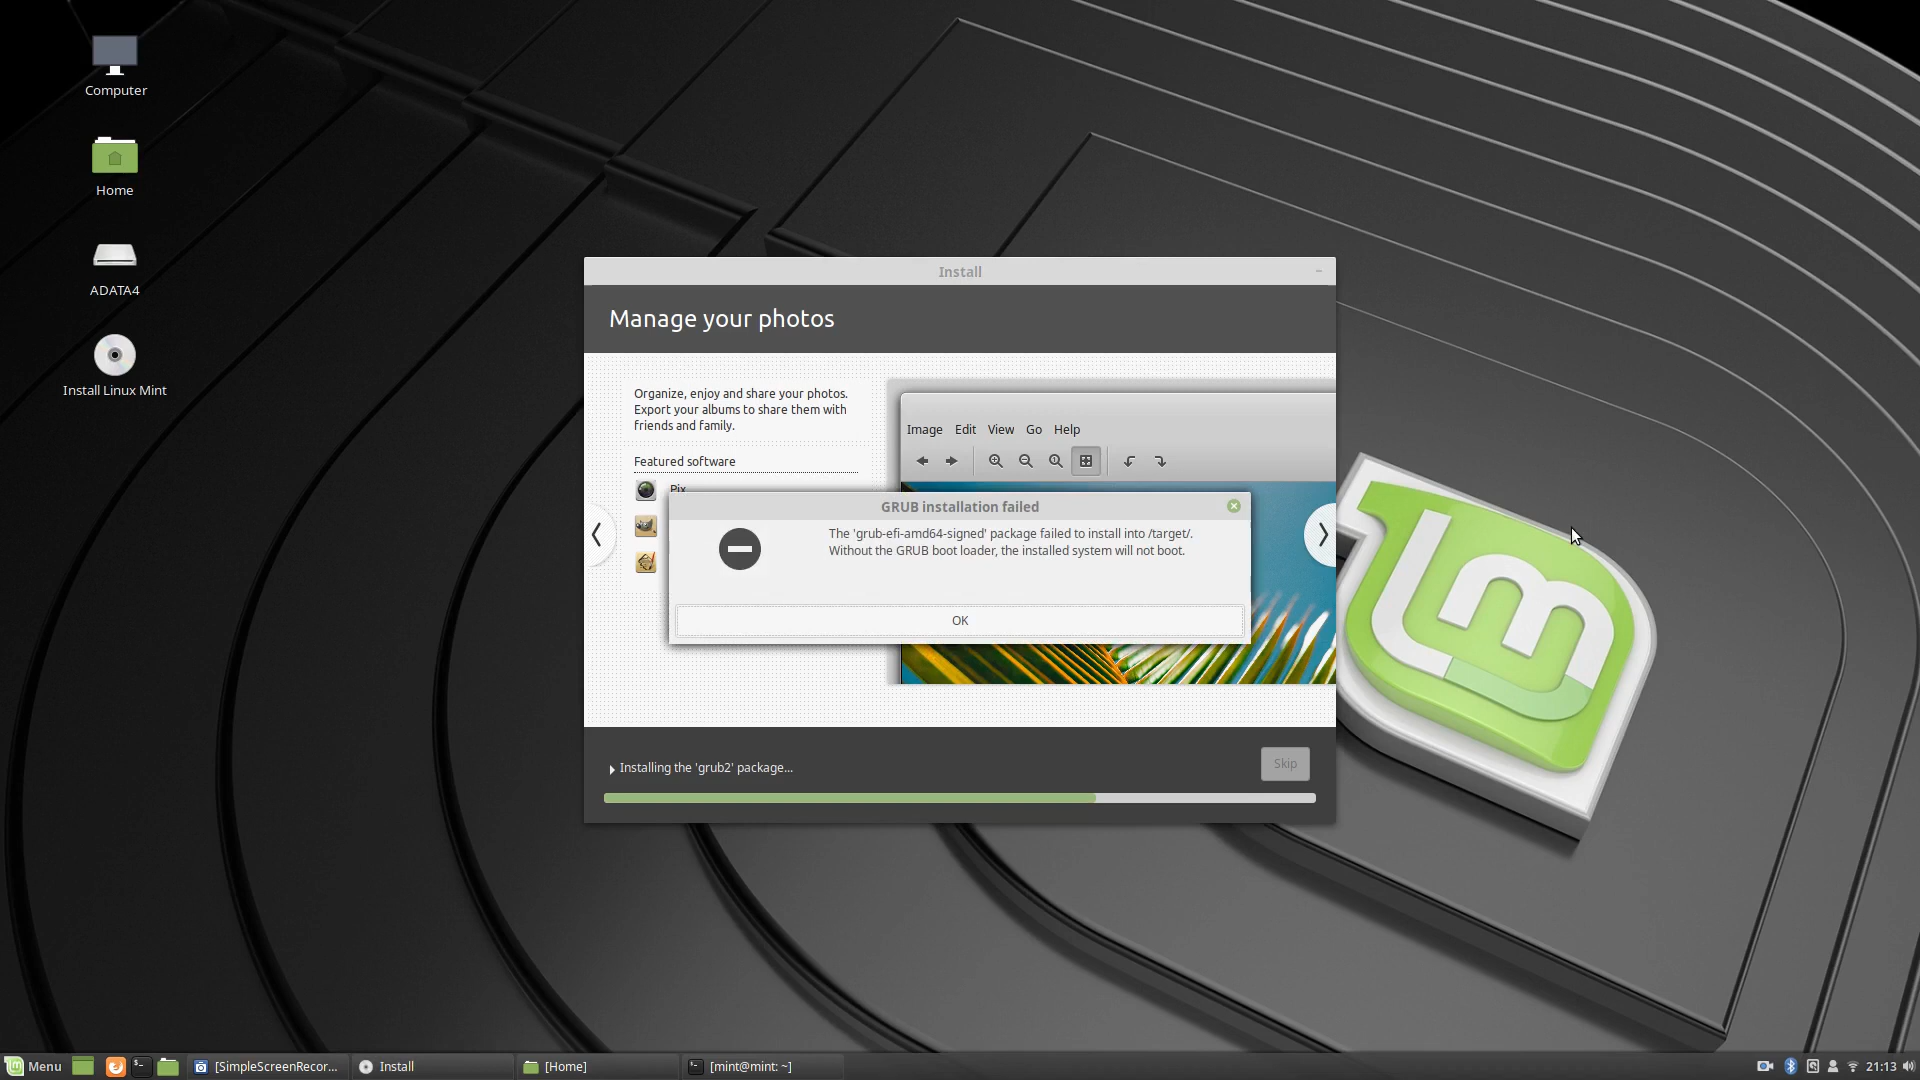 Computer
Home
ADATA4
Install Linux Mint
Install
Manage your photos
Organize, enjoy and share your photos.
Export your albums to share them with
friends and family.
Featured software
Pix
Image Edit View Go Help
GRUB installation failed
The 'grub-efi-amd64-signed' package failed to install into /target/.
Without the GRUB boot loader, the installed system will not boot.
OK
Installing the 'grub2' package...
Skip
Menu
[SimpleScreenRecor...
Install
[Home]
[mint@mint: ~]
21:13